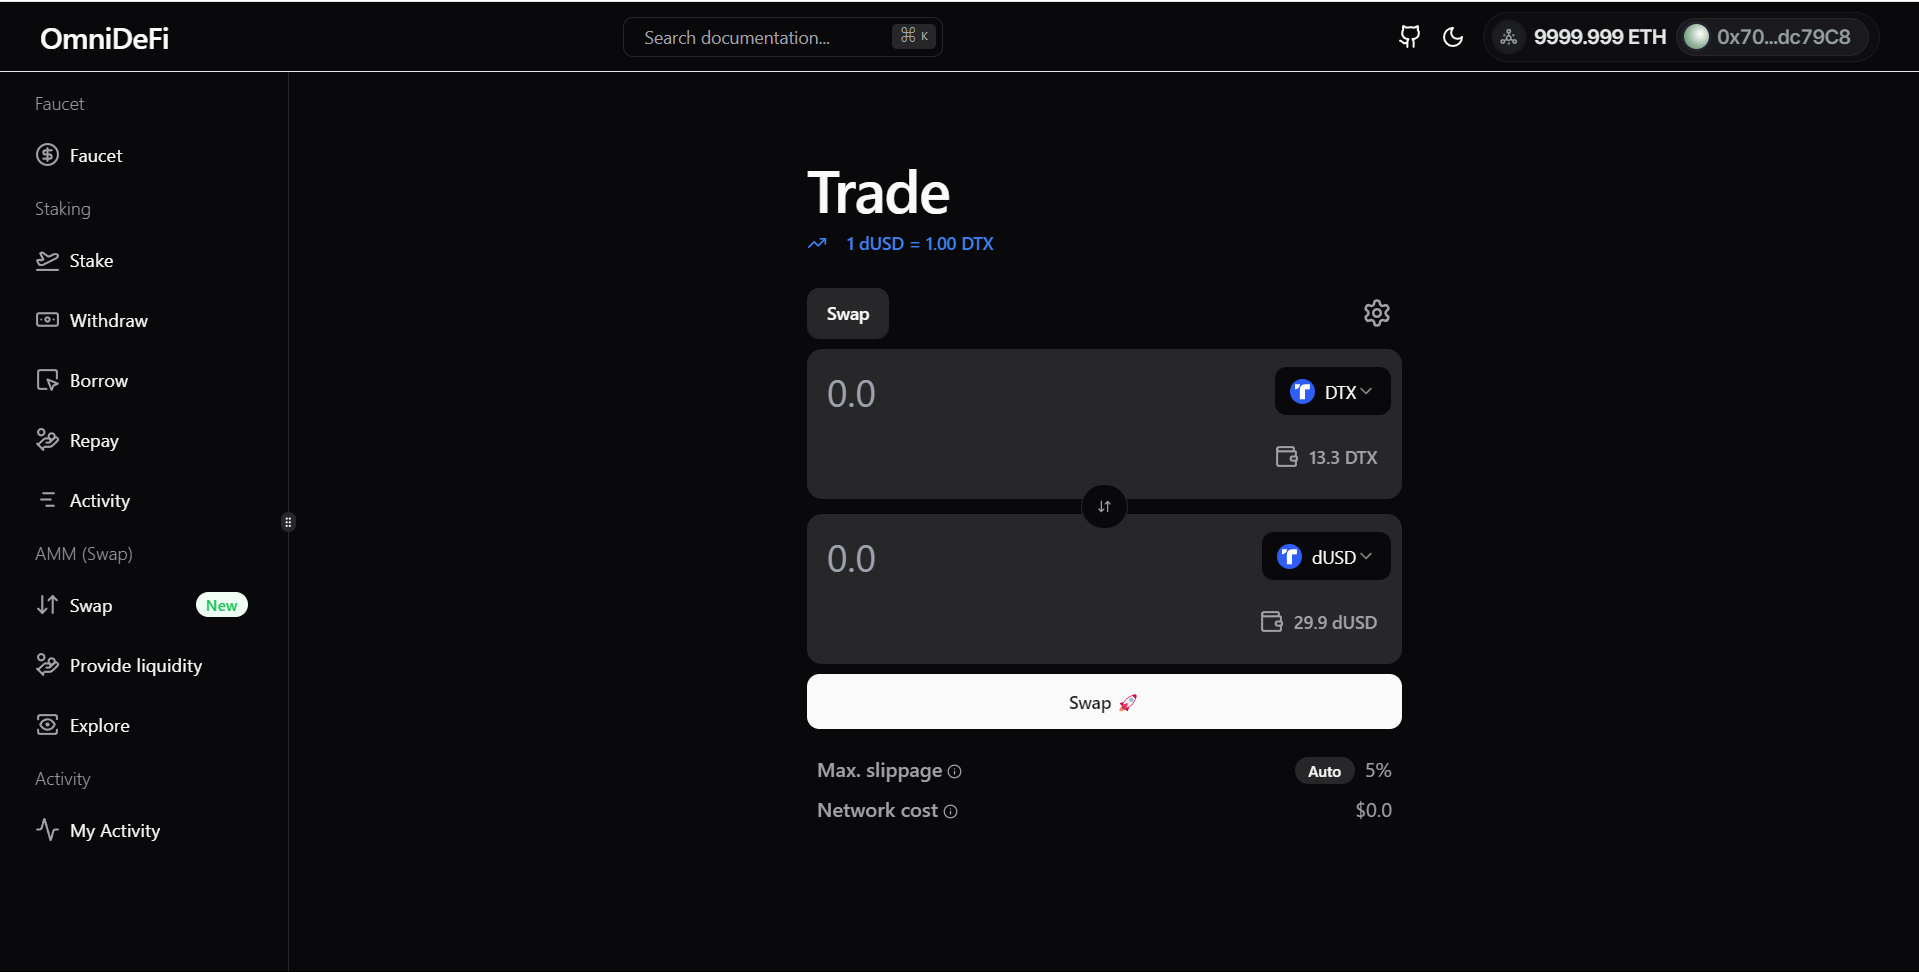 OmniDeFi
Search documentation...
⌘ K
9999.999 ETH
0x70...dc79C8
Faucet
Faucet
Staking
Stake
Withdraw
Borrow
Repay
Activity
AMM (Swap)
Swap
New
Provide liquidity
Explore
Activity
My Activity
Trade
1 dUSD = 1.00 DTX
Swap
0.0
DTX
13.3 DTX
0.0
dUSD
29.9 dUSD
Swap 🚀
Max. slippage
Auto 5%
Network cost
$0.0